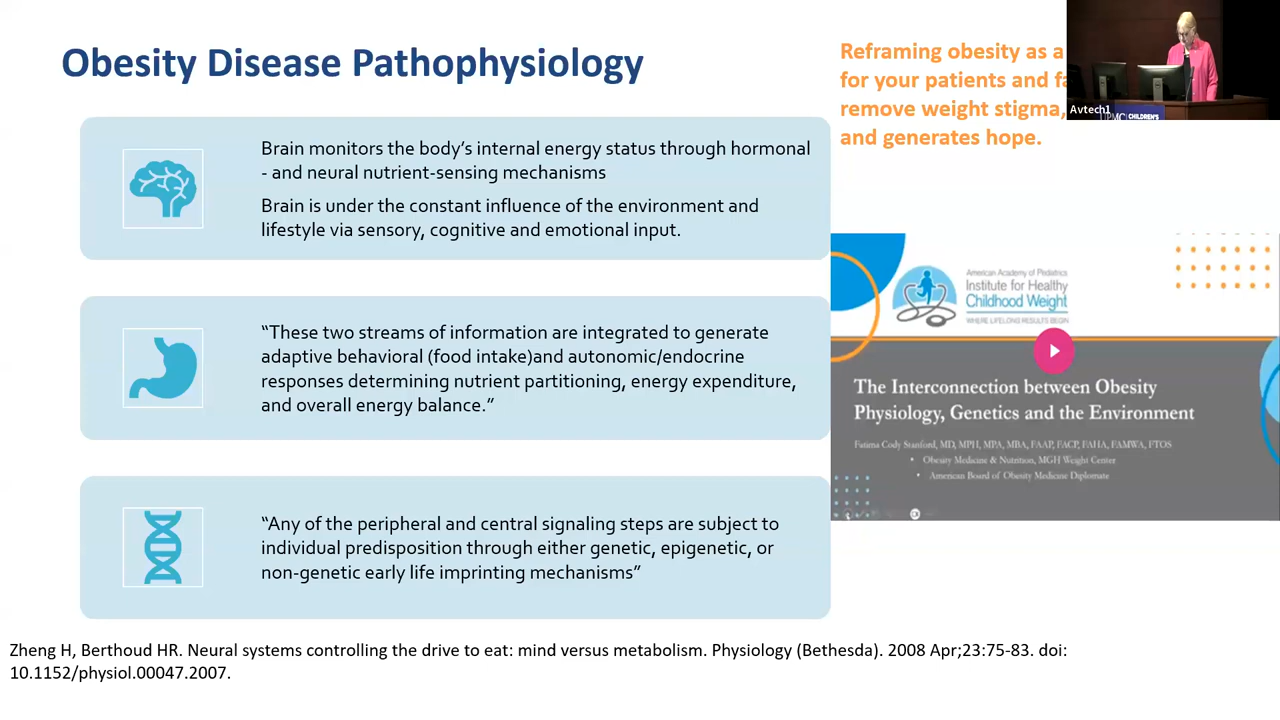 Obesity Disease Pathophysiology
Reframing obesity as a
for your patients and
remove weight stigma,
and generates hope.
Avtech1
UPMC CHILDREN'S
Brain monitors the body's internal energy status through hormonal
- and neural nutrient-sensing mechanisms
Brain is under the constant influence of the environment and
lifestyle via sensory, cognitive and emotional input.
“These two streams of information are integrated to generate
adaptive behavioral (food intake)and autonomic/endocrine
responses determining nutrient partitioning, energy expenditure,
and overall energy balance.”
“Any of the peripheral and central signaling steps are subject to
individual predisposition through either genetic, epigenetic, or
non-genetic early life imprinting mechanisms”
American Academy of Pediatrics
Institute for Healthy
Childhood Weight
WHERE LIFELONG RESULTS BEGIN
The Interconnection between Obesity
Physiology, Genetics and the Environment
Fatima Cody Stanford, MD, MPH, MPA, MBA, FAAP, FACP, FAHA, FAMWA, FTOS
• Obesity Medicine & Nutrition, MGH Weight Center
• American Board of Obesity Medicine Diplomate
Zheng H, Berthoud HR. Neural systems controlling the drive to eat: mind versus metabolism. Physiology (Bethesda). 2008 Apr;23:75-83. doi:
10.1152/physiol.00047.2007.